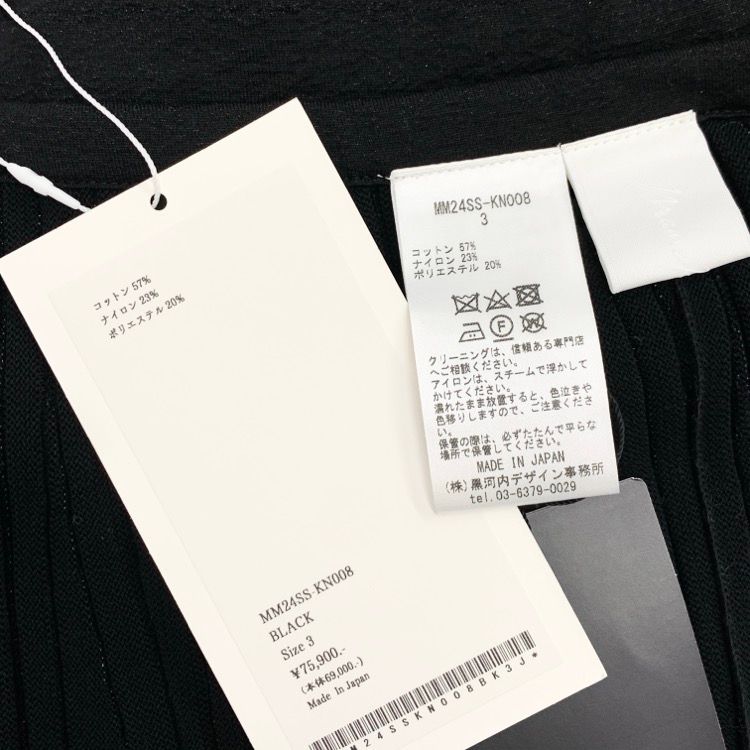 コットン 57%
ナイロン 23%
ポリエステル 20%
MM24SS-KN008
BLACK
Size 3
¥75,900.-
(本体69,000.-)
Made In Japan
MM24SS-KN008
3
コットン 57%
ナイロン 23%
ポリエステル 20%
クリーニングは、信頼ある専門店
へご相談ください。
アイロンは、スチームで浮かして
かけてください。
濡れたまま放置すると、色泣きや
色移りしますので、ご注意くださ
い。
保管の際は、必ずたたんで平らな
場所で保管してください。
MADE IN JAPAN
(株)黒河内デザイン事務所
tel.03-6379-0029